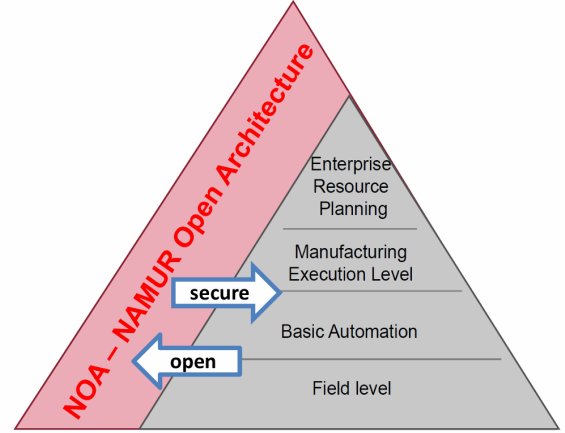 NOA – NAMUR Open Architecture
Enterprise
Resource
Planning
Manufacturing
Execution Level
secure
Basic Automation
open
Field level